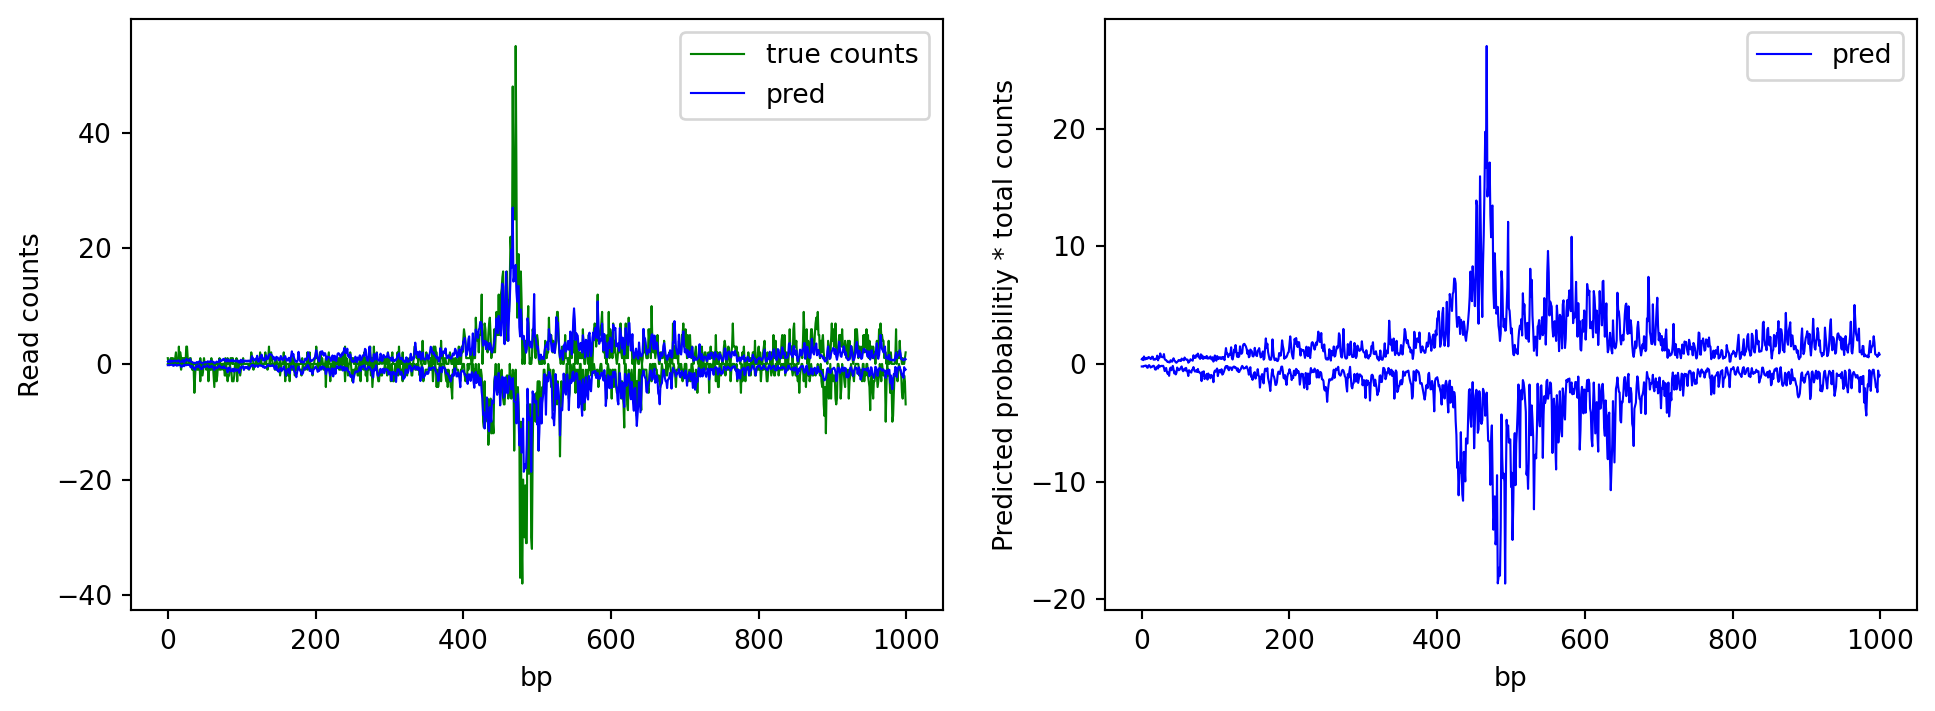 true counts
pred
40
20
0
−20
−40
Read counts
0 200 400 600 800 1000
bp
pred
20
10
0
−10
−20
Predicted probabilitiy * total counts
0 200 400 600 800 1000
bp